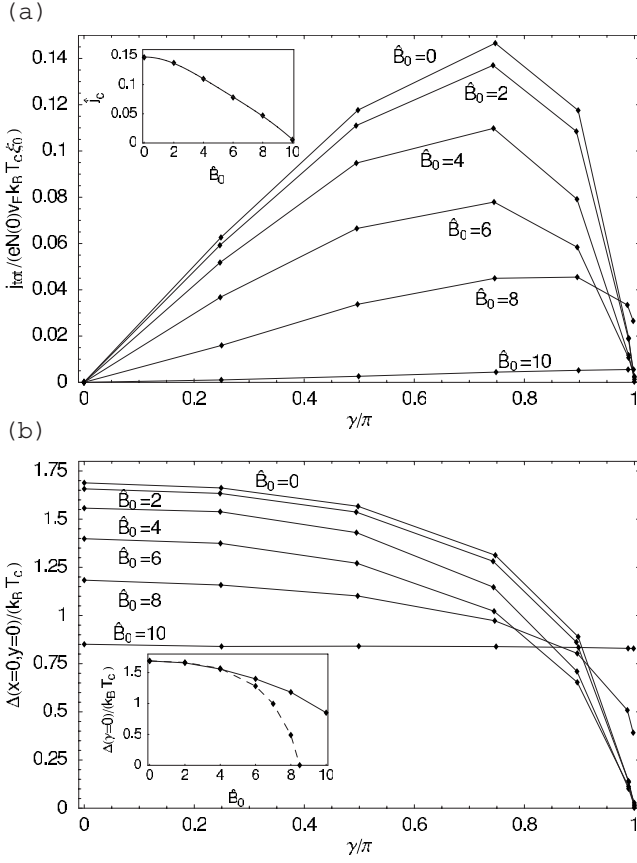 (a)
j_tot/(eN(0)v_F k_B T_c ξ_0)
0.14
0.12
0.1
0.08
0.06
0.04
0.02
0
ĵ_c
0.15
0.1
0.05
0
0 2 4 6 8 10
B̂_0
B̂_0=0
B̂_0=2
B̂_0=4
B̂_0=6
B̂_0=8
B̂_0=10
0 0.2 0.4 0.6 0.8 1
γ/π
(b)
Δ(x=0,y=0)/(k_B T_c)
1.75
1.5
1.25
1
0.75
0.5
0.25
0
B̂_0=0
B̂_0=2
B̂_0=4
B̂_0=6
B̂_0=8
B̂_0=10
Δ(γ=0)/(k_B T_c)
1.5
1
0.5
0
0 2 4 6 8 10
B̂_0
0 0.2 0.4 0.6 0.8 1
γ/π